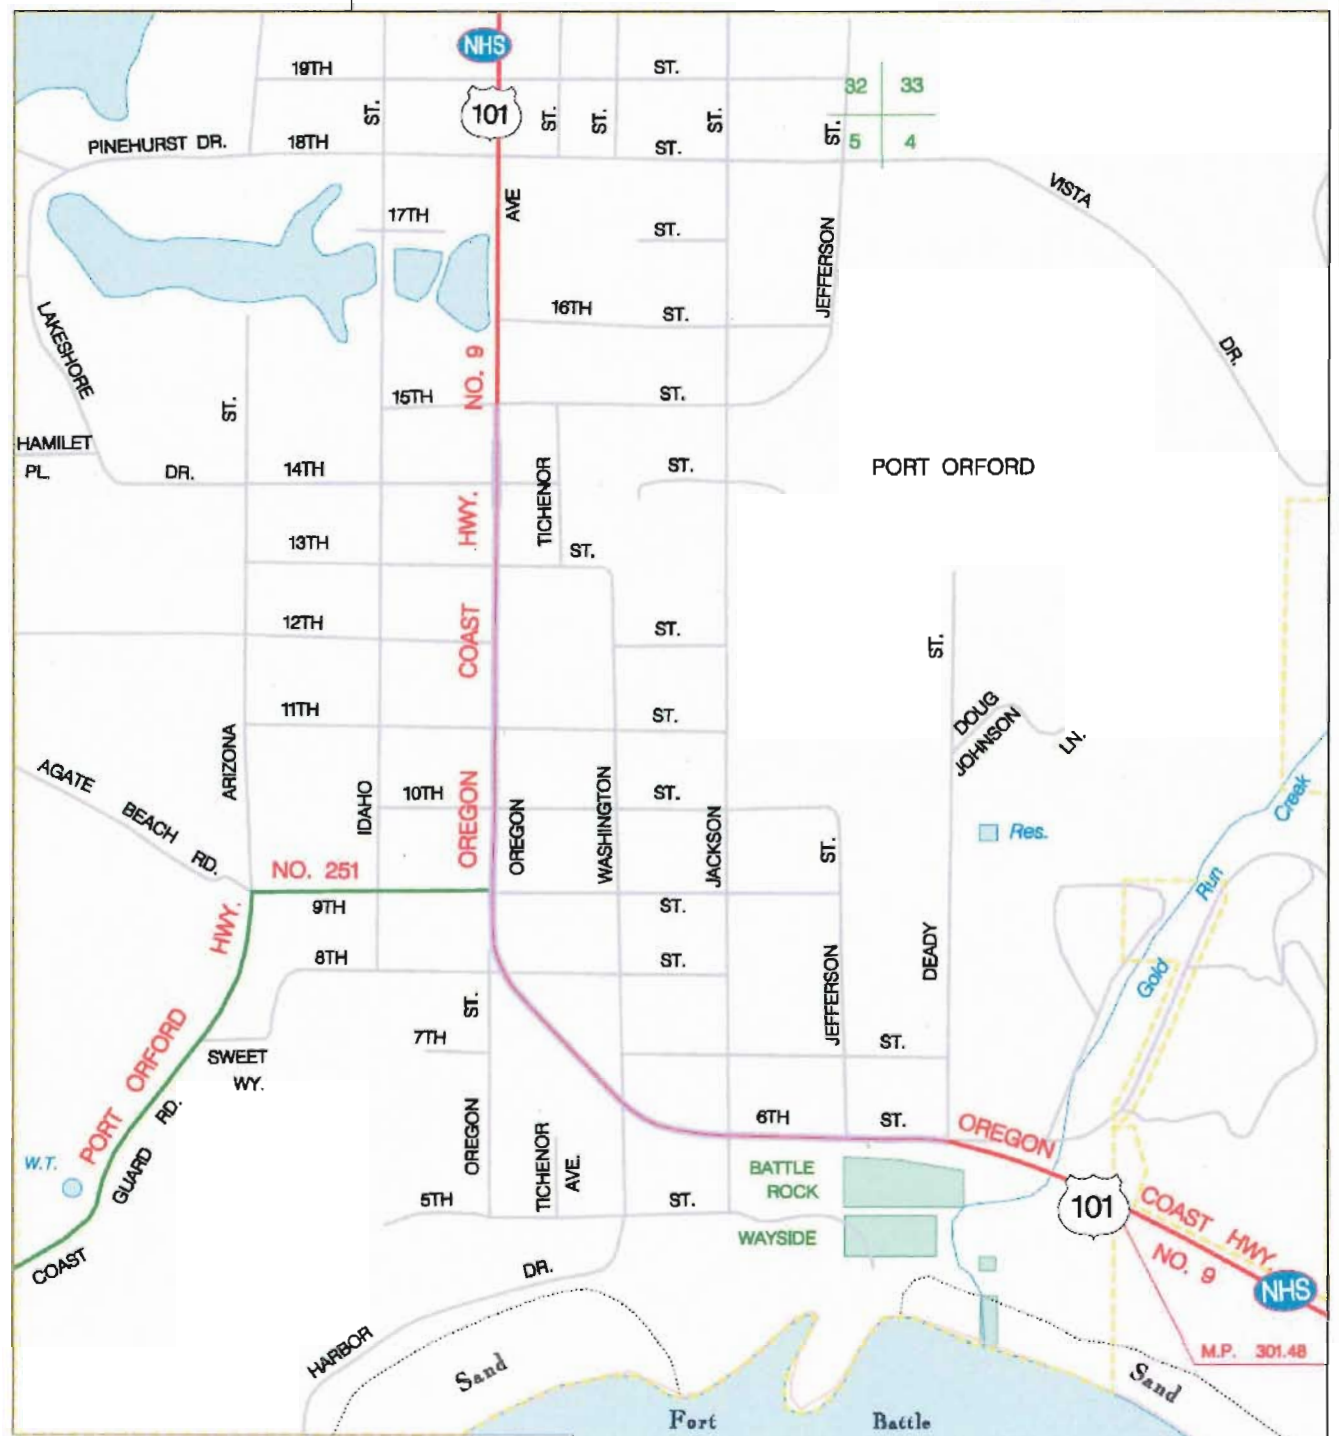 NHS
19TH ST.
32 33
ST.
101
ST.
ST.
ST.
ST.
5 4
PINEHURST DR.
18TH ST.
VISTA DR.
17TH ST.
AVE
JEFFERSON
16TH ST.
LAKESHORE DR.
NO. 9
15TH ST.
ST.
HAMILET PL.
14TH ST.
PORT ORFORD
TICHENOR
HWY.
13TH ST.
COAST
12TH ST.
ST.
11TH ST.
DOUG JOHNSON LN.
ARIZONA
AGATE BEACH RD.
IDAHO
10TH ST.
OREGON
OREGON
WASHINGTON
JACKSON
ST.
Res.
Gold Run Creek
NO. 251
9TH ST.
HWY.
8TH ST.
DEADY
JEFFERSON
ST.
7TH ST.
PORT ORFORD
SWEET WY.
6TH ST.
OREGON
OREGON
TICHENOR AVE.
W.T.
COAST GUARD RD.
BATTLE ROCK
WAYSIDE
5TH ST.
101
COAST HWY.
NO. 9
NHS
HARBOR DR.
M.P. 301.48
Sand
Sand
Fort Battle